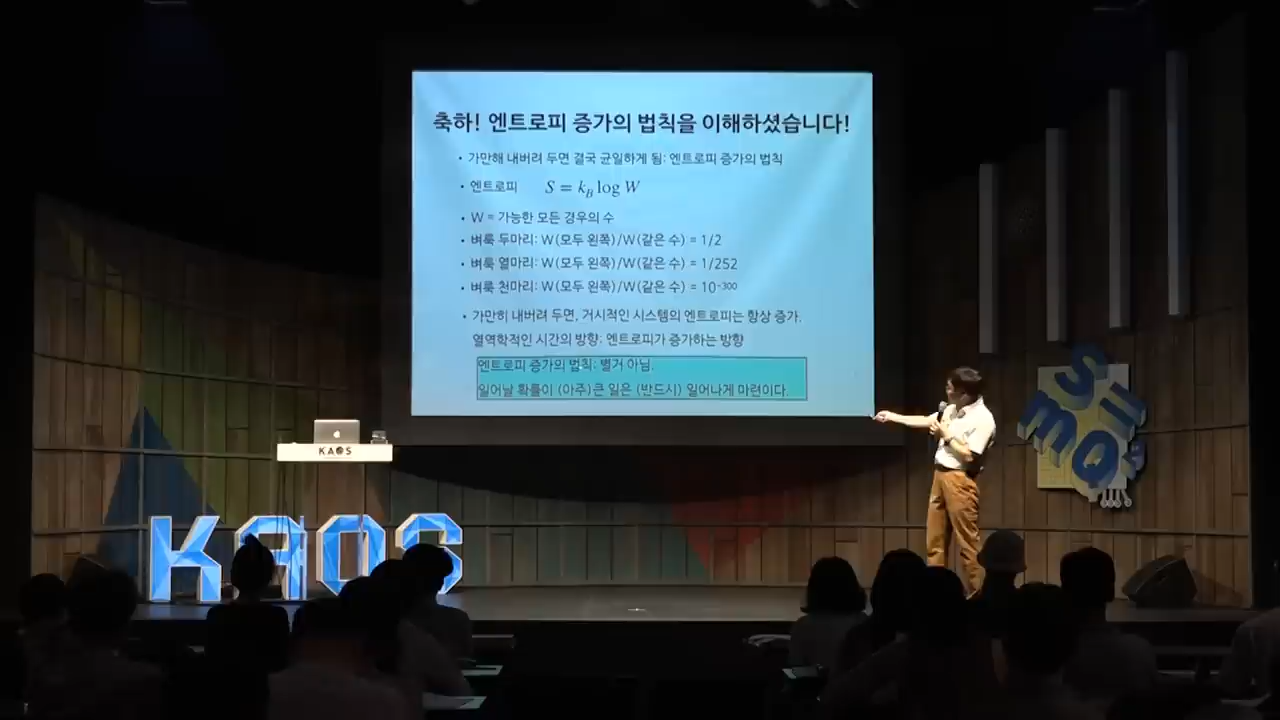 축하! 엔트로피 증가의 법칙을 이해하셨습니다!
• 가만해 내버려 두면 결국 균일하게 됨: 엔트로피 증가의 법칙
• 엔트로피 S = k_B log W
• W = 가능한 모든 경우의 수
• 벼룩 두마리: W(모두 왼쪽)/W(같은 수) = 1/2
• 벼룩 열마리: W(모두 왼쪽)/W(같은 수) = 1/252
• 벼룩 천마리: W(모두 왼쪽)/W(같은 수) = 10⁻³⁰⁰
• 가만히 내버려 두면, 거시적인 시스템의 엔트로피는 항상 증가.
열역학적인 시간의 방향: 엔트로피가 증가하는 방향
엔트로피 증가의 법칙: 별거 아님.
일어날 확률이 (아주)큰 일은 (반드시) 일어나게 마련이다.
KAOS
KAOS